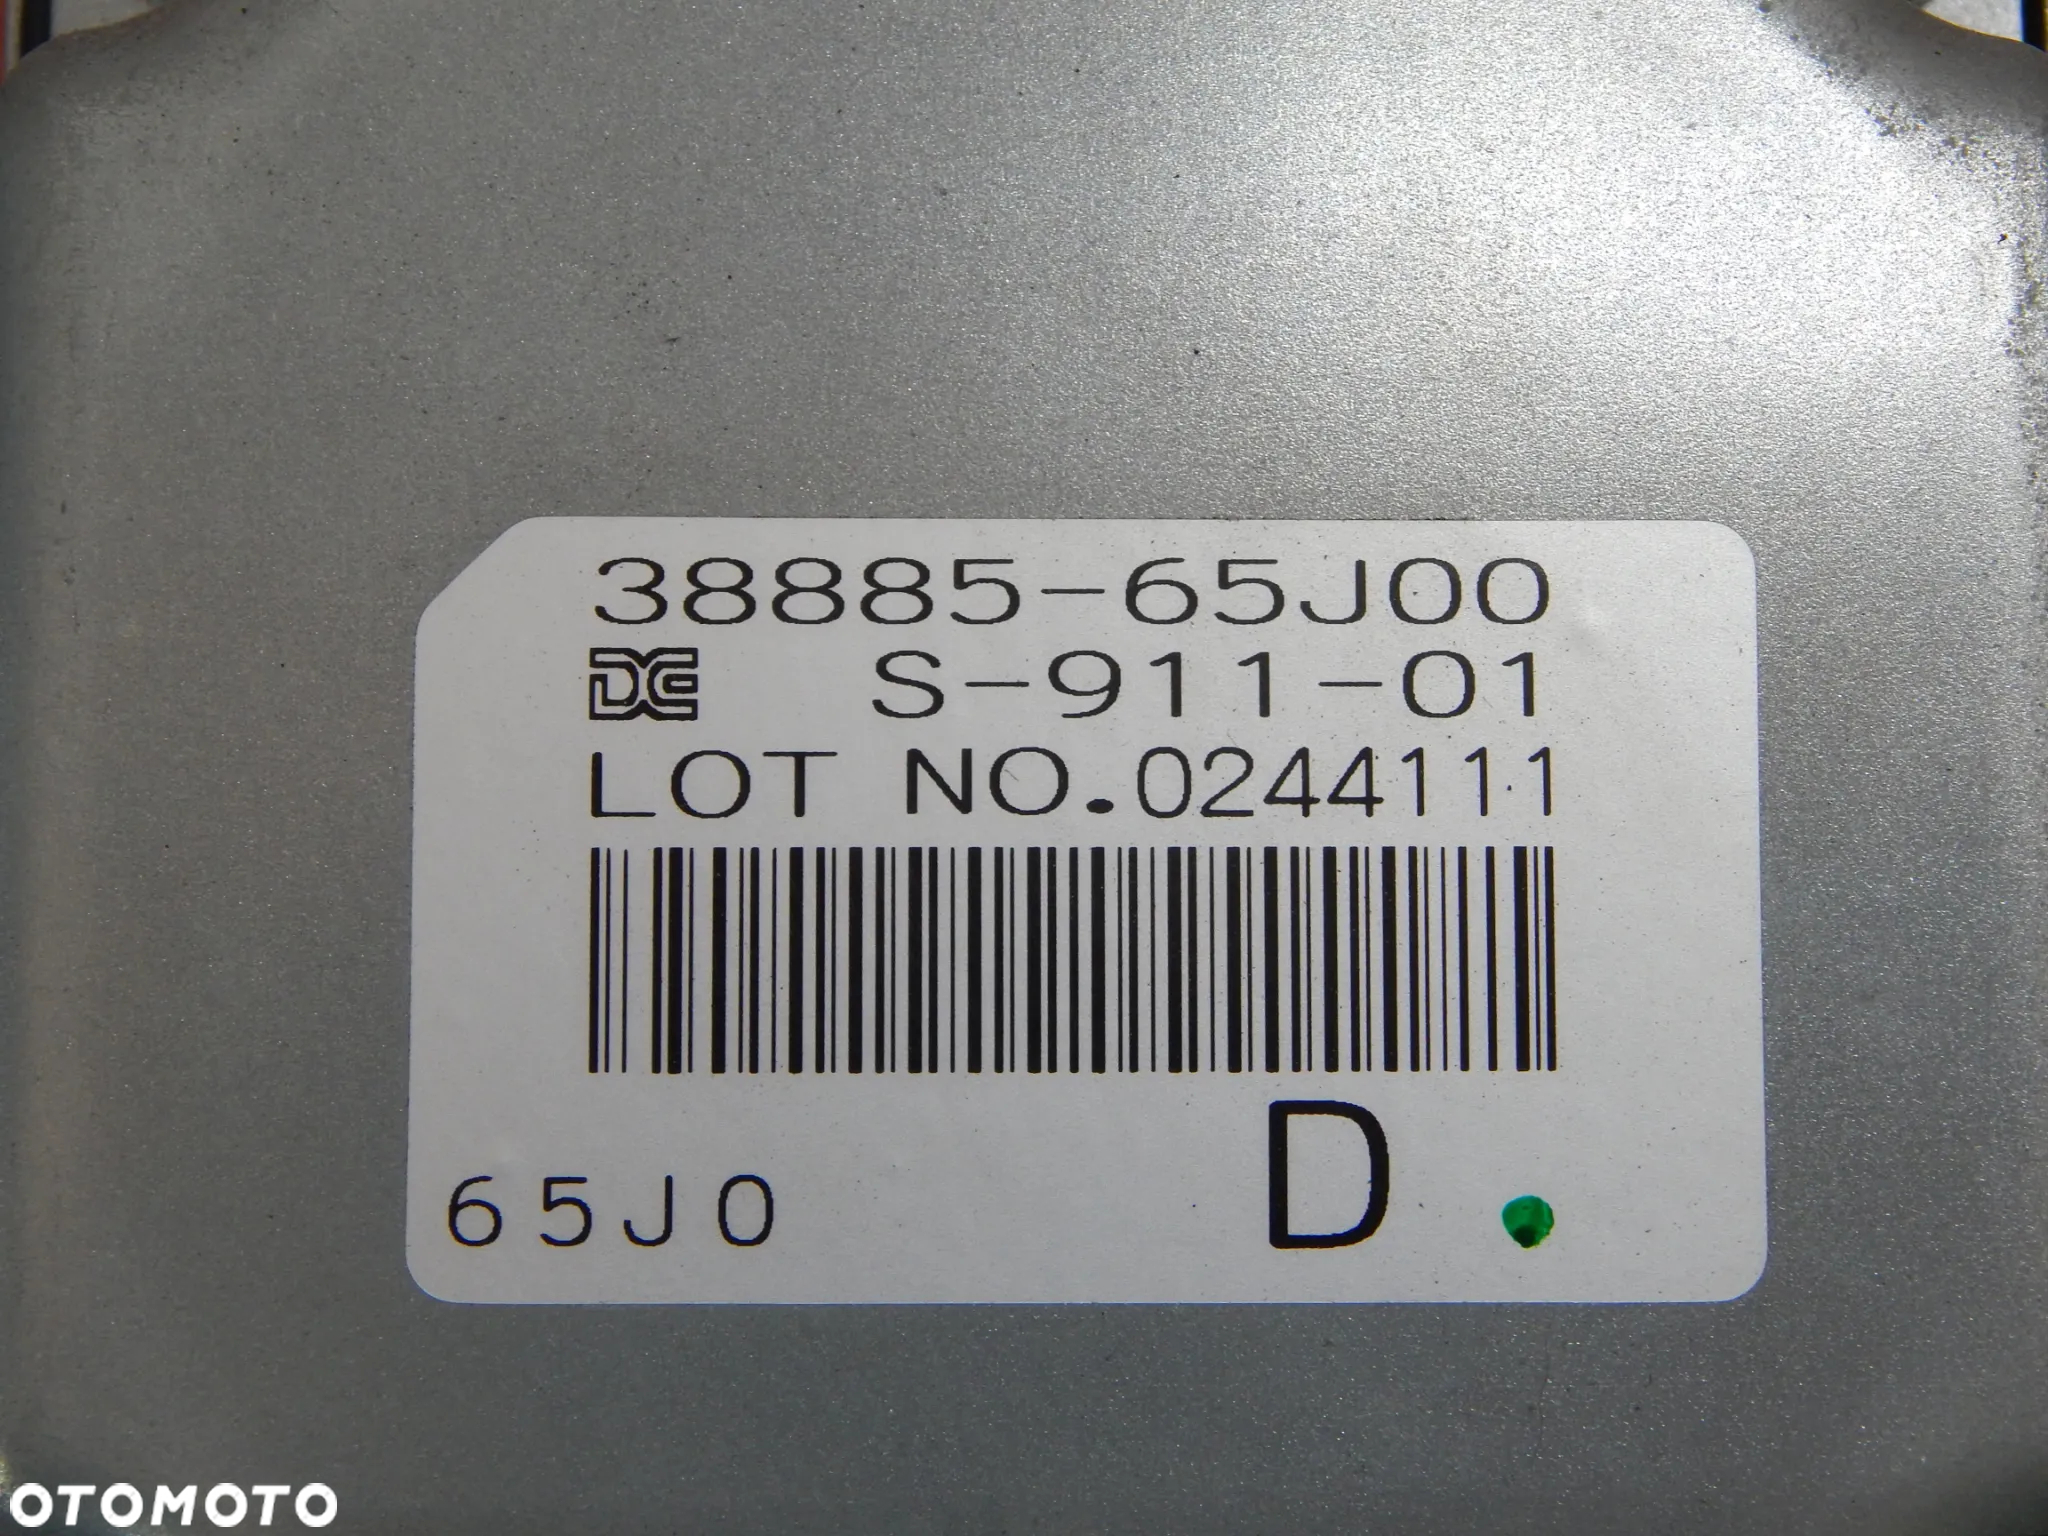 38885-65J00
S-911-01
LOT NO.0244111
65J0 D
OTOMOTO